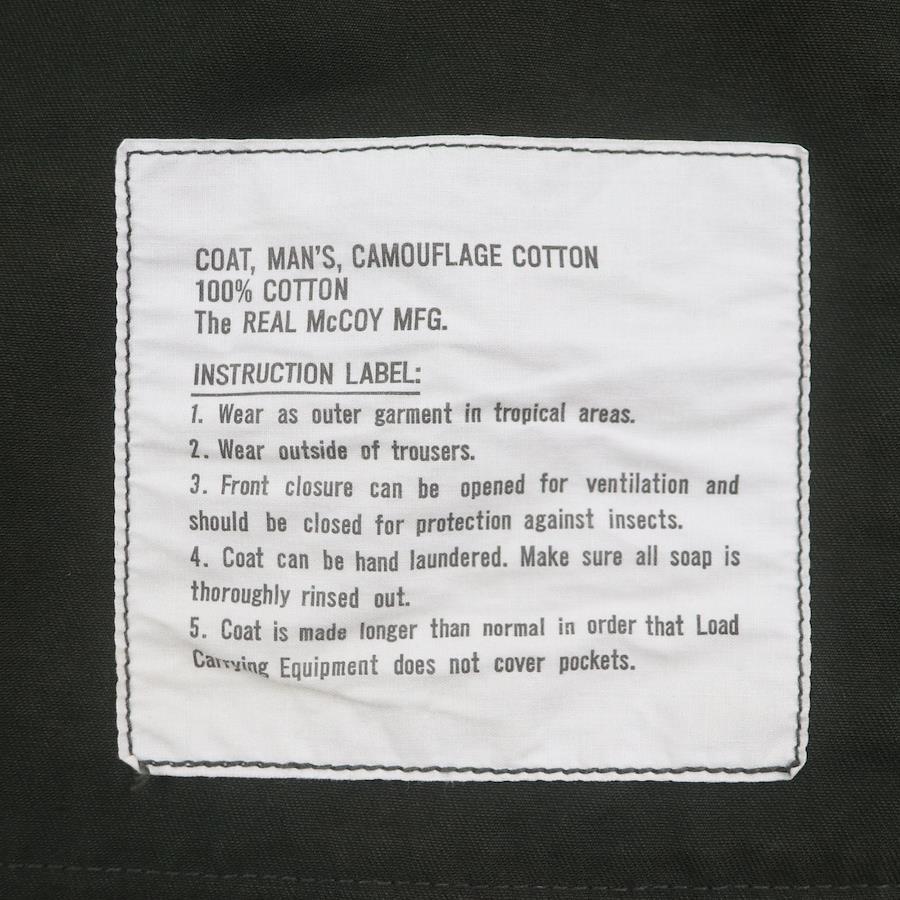 COAT, MAN'S, CAMOUFLAGE COTTON
100% COTTON
The REAL McCOY MFG.
INSTRUCTION LABEL:
1. Wear as outer garment in tropical areas.
2. Wear outside of trousers.
3. Front closure can be opened for ventilation and
should be closed for protection against insects.
4. Coat can be hand laundered. Make sure all soap is
thoroughly rinsed out.
5. Coat is made longer than normal in order that Load
Carrying Equipment does not cover pockets.